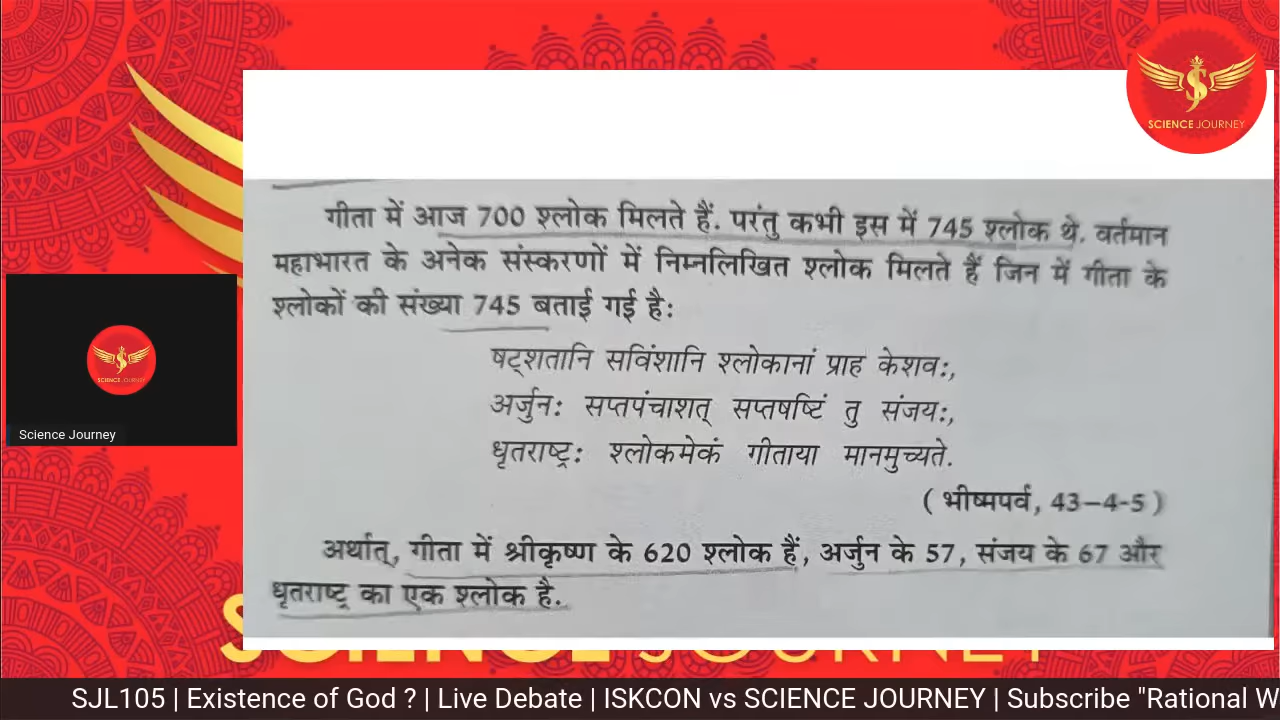 SCIENCE JOURNEY
गीता में आज 700 श्लोक मिलते हैं. परंतु कभी इस में 745 श्लोक थे. वर्तमान
महाभारत के अनेक संस्करणों में निम्नलिखित श्लोक मिलते हैं जिन में गीता के
श्लोकों की संख्या 745 बताई गई है:
षट्शतानि सविंशानि श्लोकानां प्राह केशव:,
अर्जुन: सप्तपंचाशत् सप्तषष्टिं तु संजय:,
धृतराष्ट्र: श्लोकमेकं गीताया मानमुच्यते.
( भीष्मपर्व, 43–4-5 )
अर्थात्, गीता में श्रीकृष्ण के 620 श्लोक हैं, अर्जुन के 57, संजय के 67 और
धृतराष्ट्र का एक श्लोक है.
SCIENCE JOURNEY
Science Journey
SJL105 | Existence of God ? | Live Debate | ISKCON vs SCIENCE JOURNEY | Subscribe "Rational W